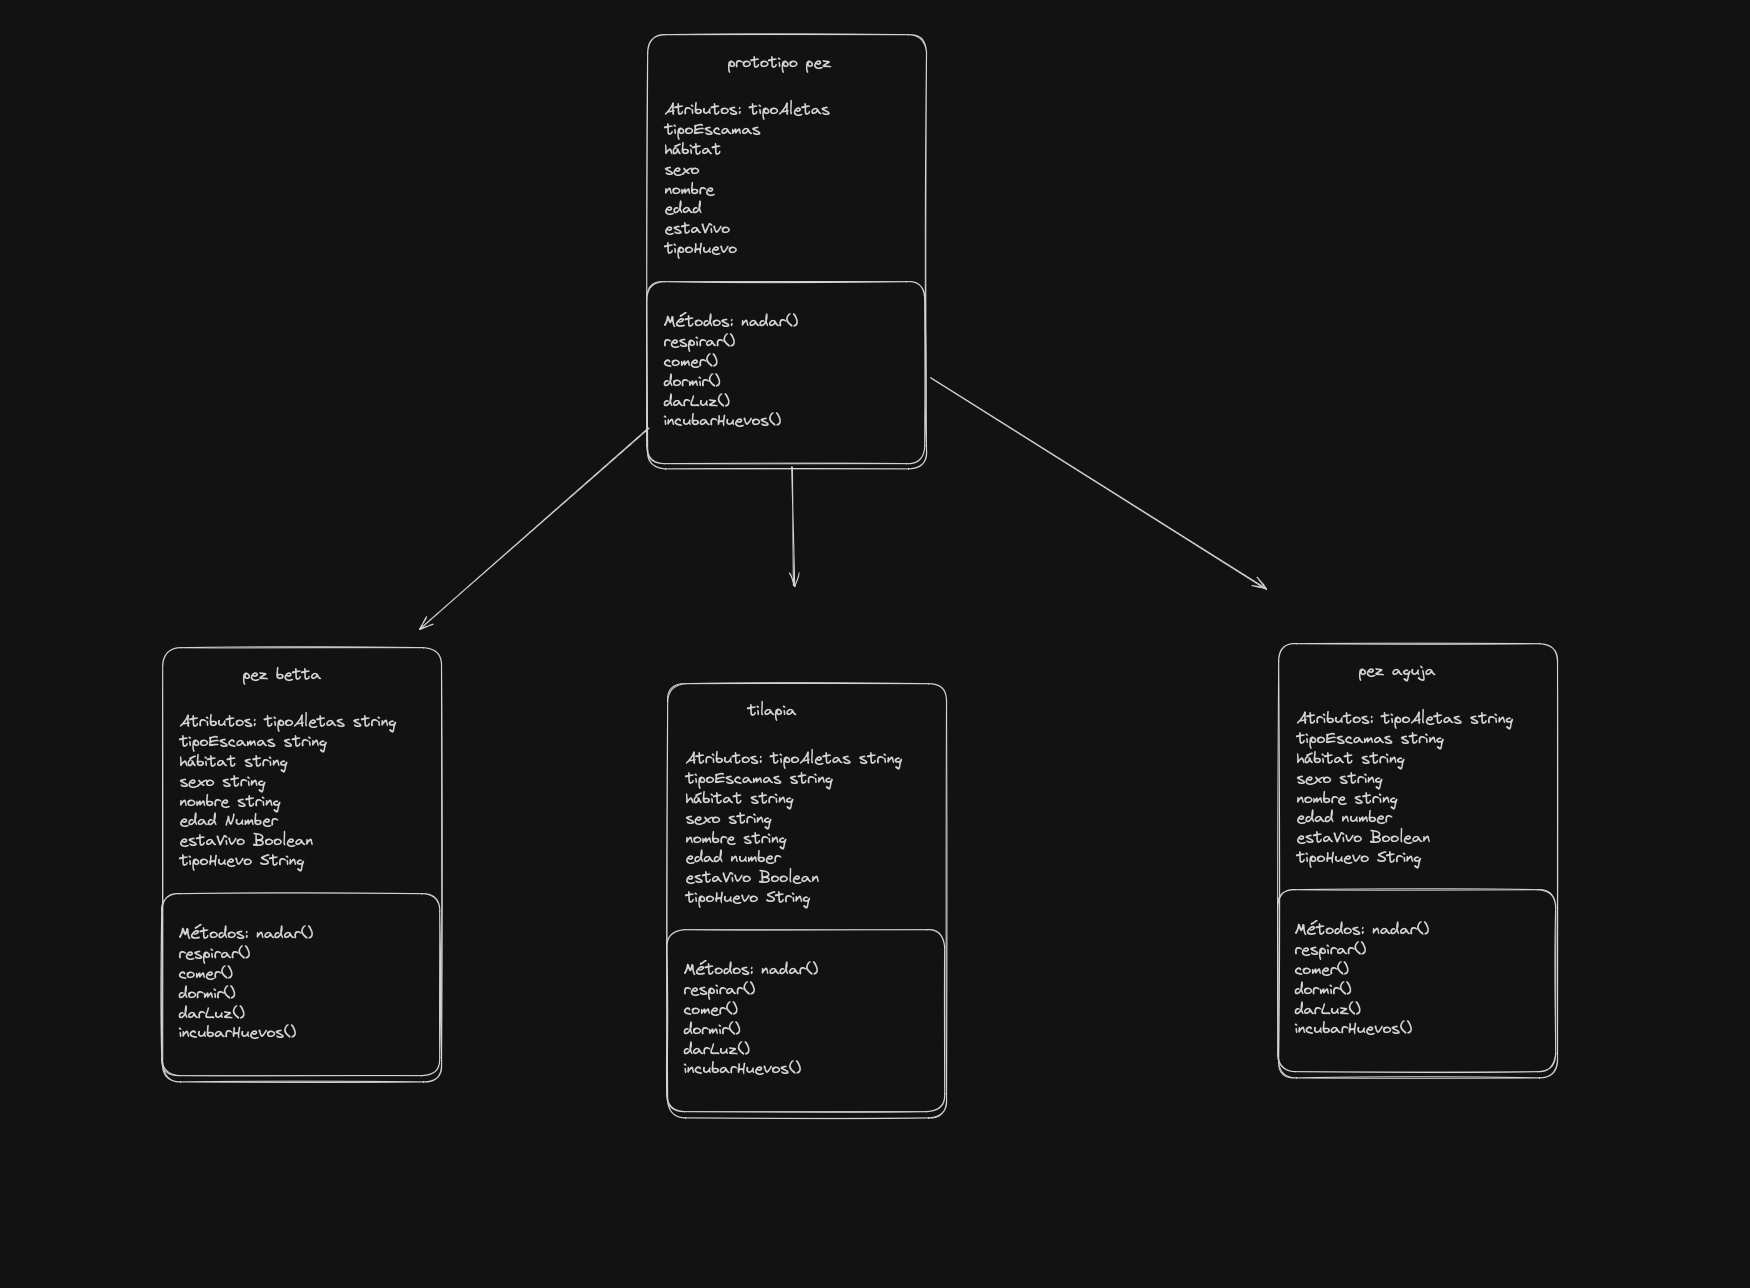 prototipo pez
Atributos: tipoAletas
tipoEscamas
hábitat
sexo
nombre
edad
estaVivo
tipoHuevo
Métodos: nadar()
respirar()
comer()
dormir()
darLuz()
incubarHuevos()
pez betta
Atributos: tipoAletas string
tipoEscamas string
hábitat string
sexo string
nombre string
edad Number
estaVivo Boolean
tipoHuevo String
Métodos: nadar()
respirar()
comer()
dormir()
darLuz()
incubarHuevos()
tilapia
Atributos: tipoAletas string
tipoEscamas string
hábitat string
sexo string
nombre string
edad number
estaVivo Boolean
tipoHuevo String
Métodos: nadar()
respirar()
comer()
dormir()
darLuz()
incubarHuevos()
pez aguja
Atributos: tipoAletas string
tipoEscamas string
hábitat string
sexo string
nombre string
edad number
estaVivo Boolean
tipoHuevo String
Métodos: nadar()
respirar()
comer()
dormir()
darLuz()
incubarHuevos()